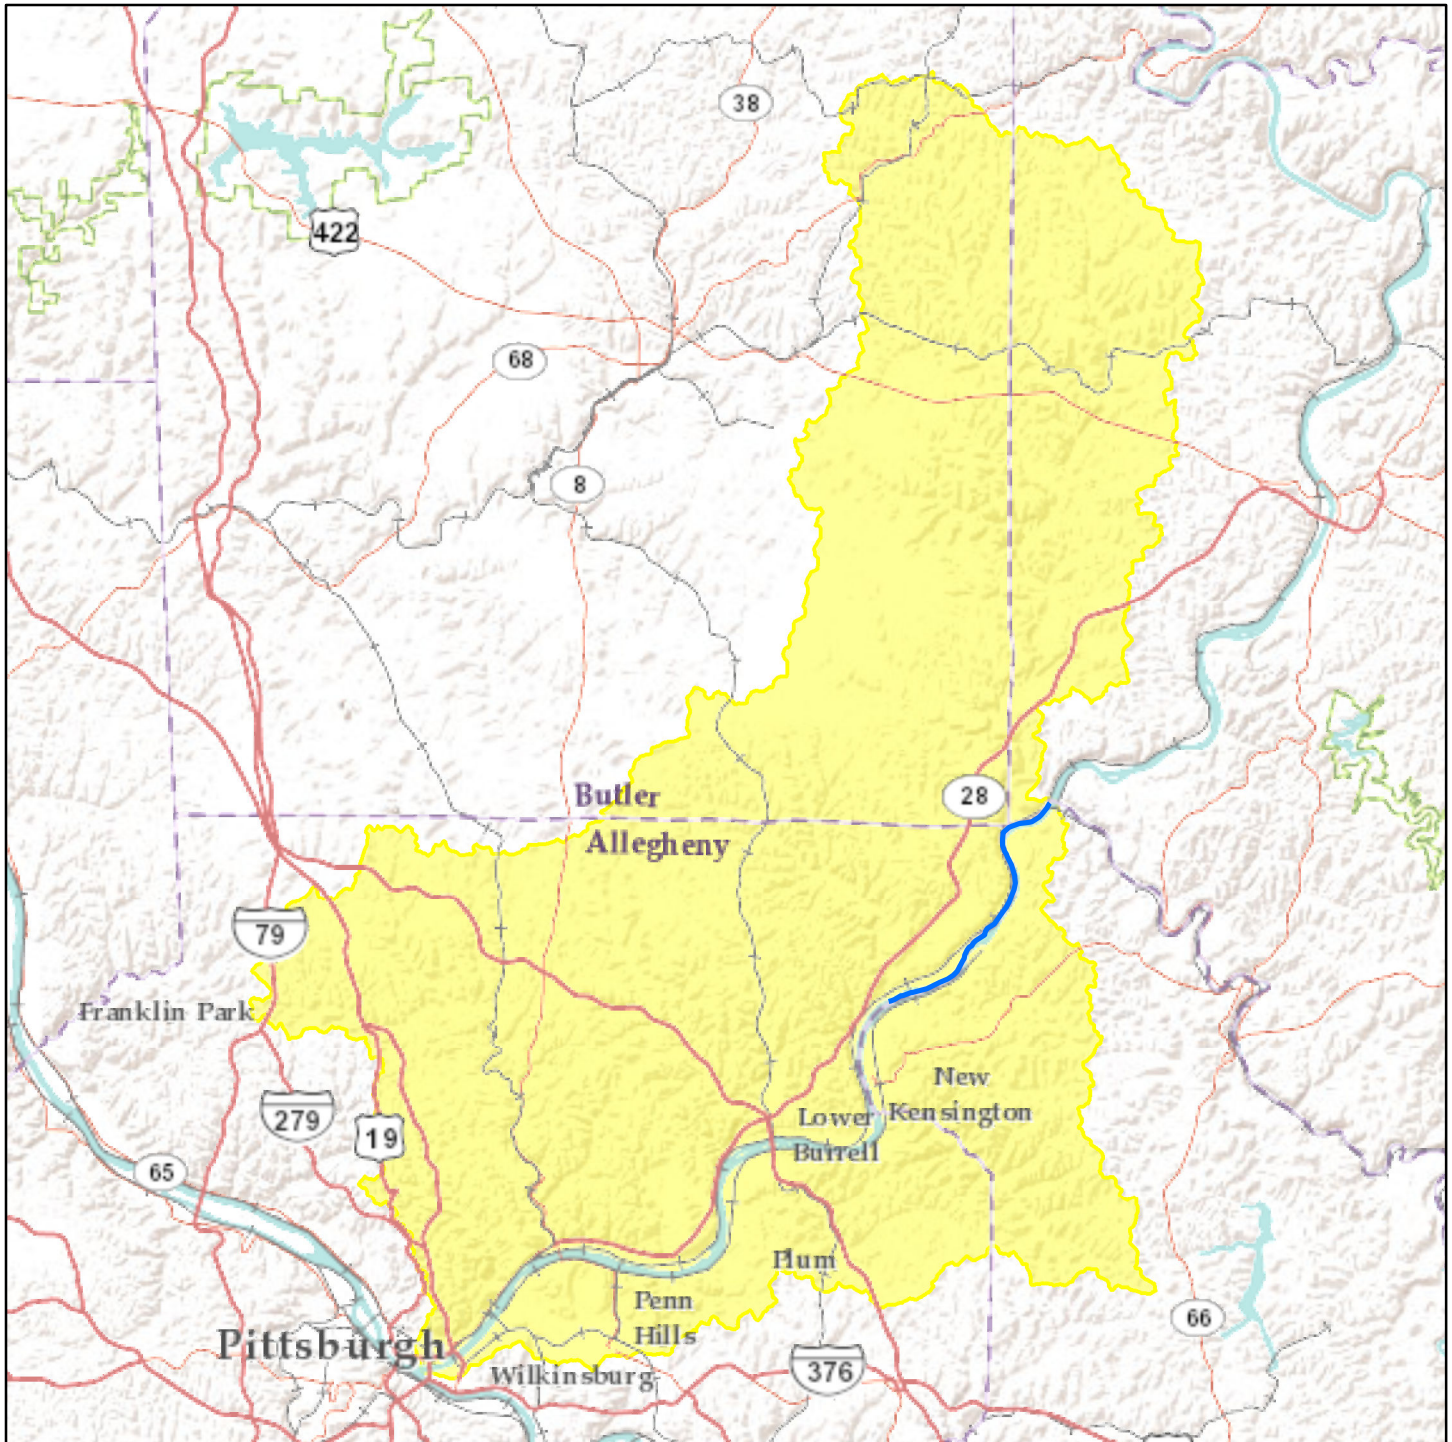 38
422
68
8
Butler
28
Allegheny
79
Franklin Park
New
Kensington
279
Lower
Burrell
19
65
Plum
Penn
Hills
66
Pittsburgh
Wilkinsburg
376